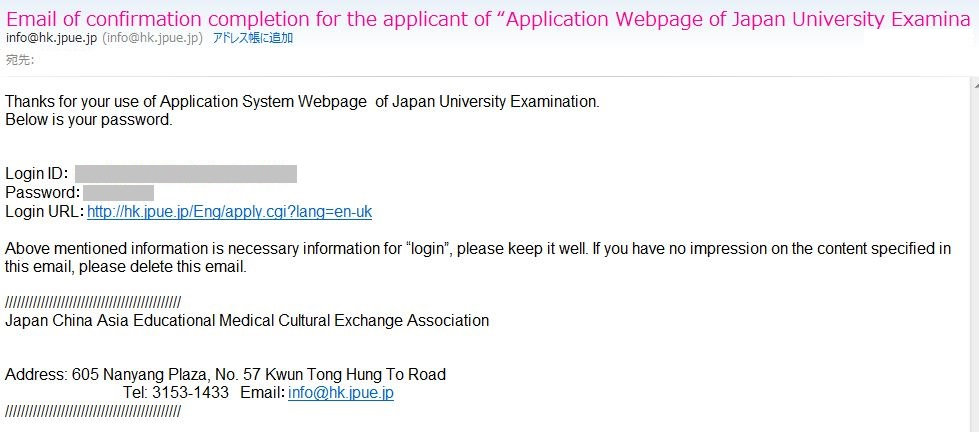 Email of confirmation completion for the applicant of “Application Webpage of Japan University Examina
info@hk.jpue.jp (info@hk.jpue.jp) アドレス帳に追加
宛先:
Thanks for your use of Application System Webpage of Japan University Examination.
Below is your password.
Login ID:
Password:
Login URL: http://hk.jpue.jp/Eng/apply.cgi?lang=en-uk
Above mentioned information is necessary information for “login”, please keep it well. If you have no impression on the content specified in
this email, please delete this email.
////////////////////////////////////////////
Japan China Asia Educational Medical Cultural Exchange Association
Address: 605 Nanyang Plaza, No. 57 Kwun Tong Hung To Road
Tel: 3153-1433 Email: info@hk.jpue.jp
////////////////////////////////////////////